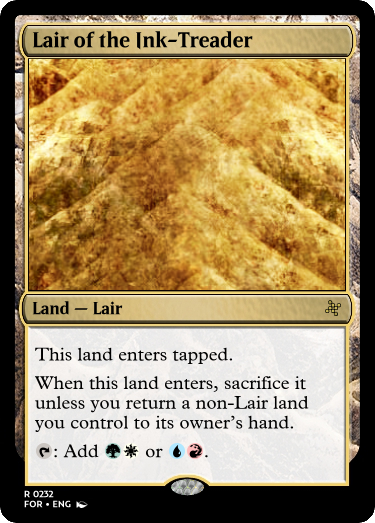 Lair of the Ink-Treader
Land — Lair
This land enters tapped.
When this land enters, sacrifice it
unless you return a non-Lair land
you control to its owner's hand.
: Add or .
R 0232
FOR • ENG